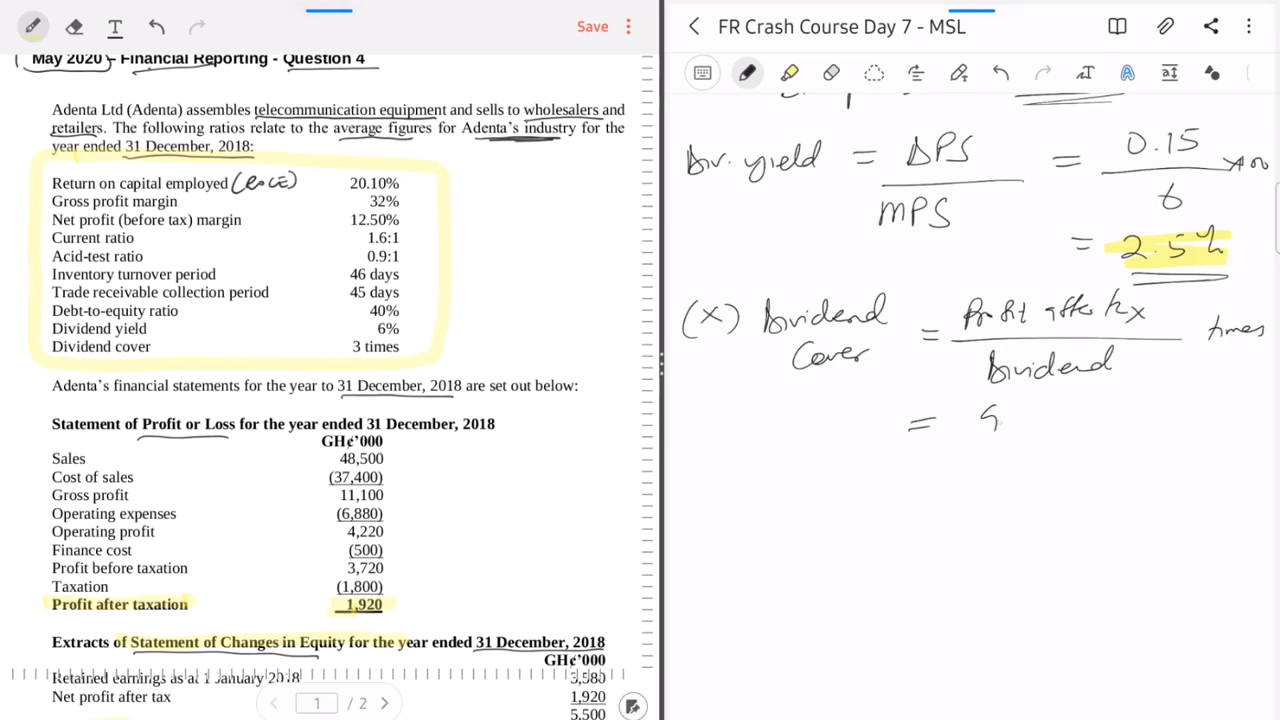 Save
May 2020 - Financial Reporting - Question 4
Adenta Ltd (Adenta) assembles telecommunication equipment and sells to wholesalers and
retailers. The following ratios relate to the average figures for Adenta's industry for the
year ended 31 December, 2018:
Return on capital employed (ROCE) 20.10%
Gross profit margin 32%
Net profit (before tax) margin 12.50%
Current ratio 1.6:1
Acid-test ratio 0.9:1
Inventory turnover period 46 days
Trade receivable collection period 45 days
Debt-to-equity ratio 40%
Dividend yield 6%
Dividend cover 3 times
Adenta's financial statements for the year to 31 December, 2018 are set out below:
Statement of Profit or Loss for the year ended 31 December, 2018
GH¢'000
Sales 48,500
Cost of sales (37,400)
Gross profit 11,100
Operating expenses (6,880)
Operating profit 4,220
Finance cost (500)
Profit before taxation 3,720
Taxation (1,800)
Profit after taxation 1,920
Extracts of Statement of Changes in Equity for the year ended 31 December, 2018
GH¢'000
Retained earnings as at 1 January 2018 3,580
Net profit after tax 1,920
5,500
1 / 2
FR Crash Course Day 7 - MSL
Div. yield = DPS / MPS = 0.15 / 6 x100
= 2.5%
(X) Dividend Cover = Profit after tax / Dividend times
=